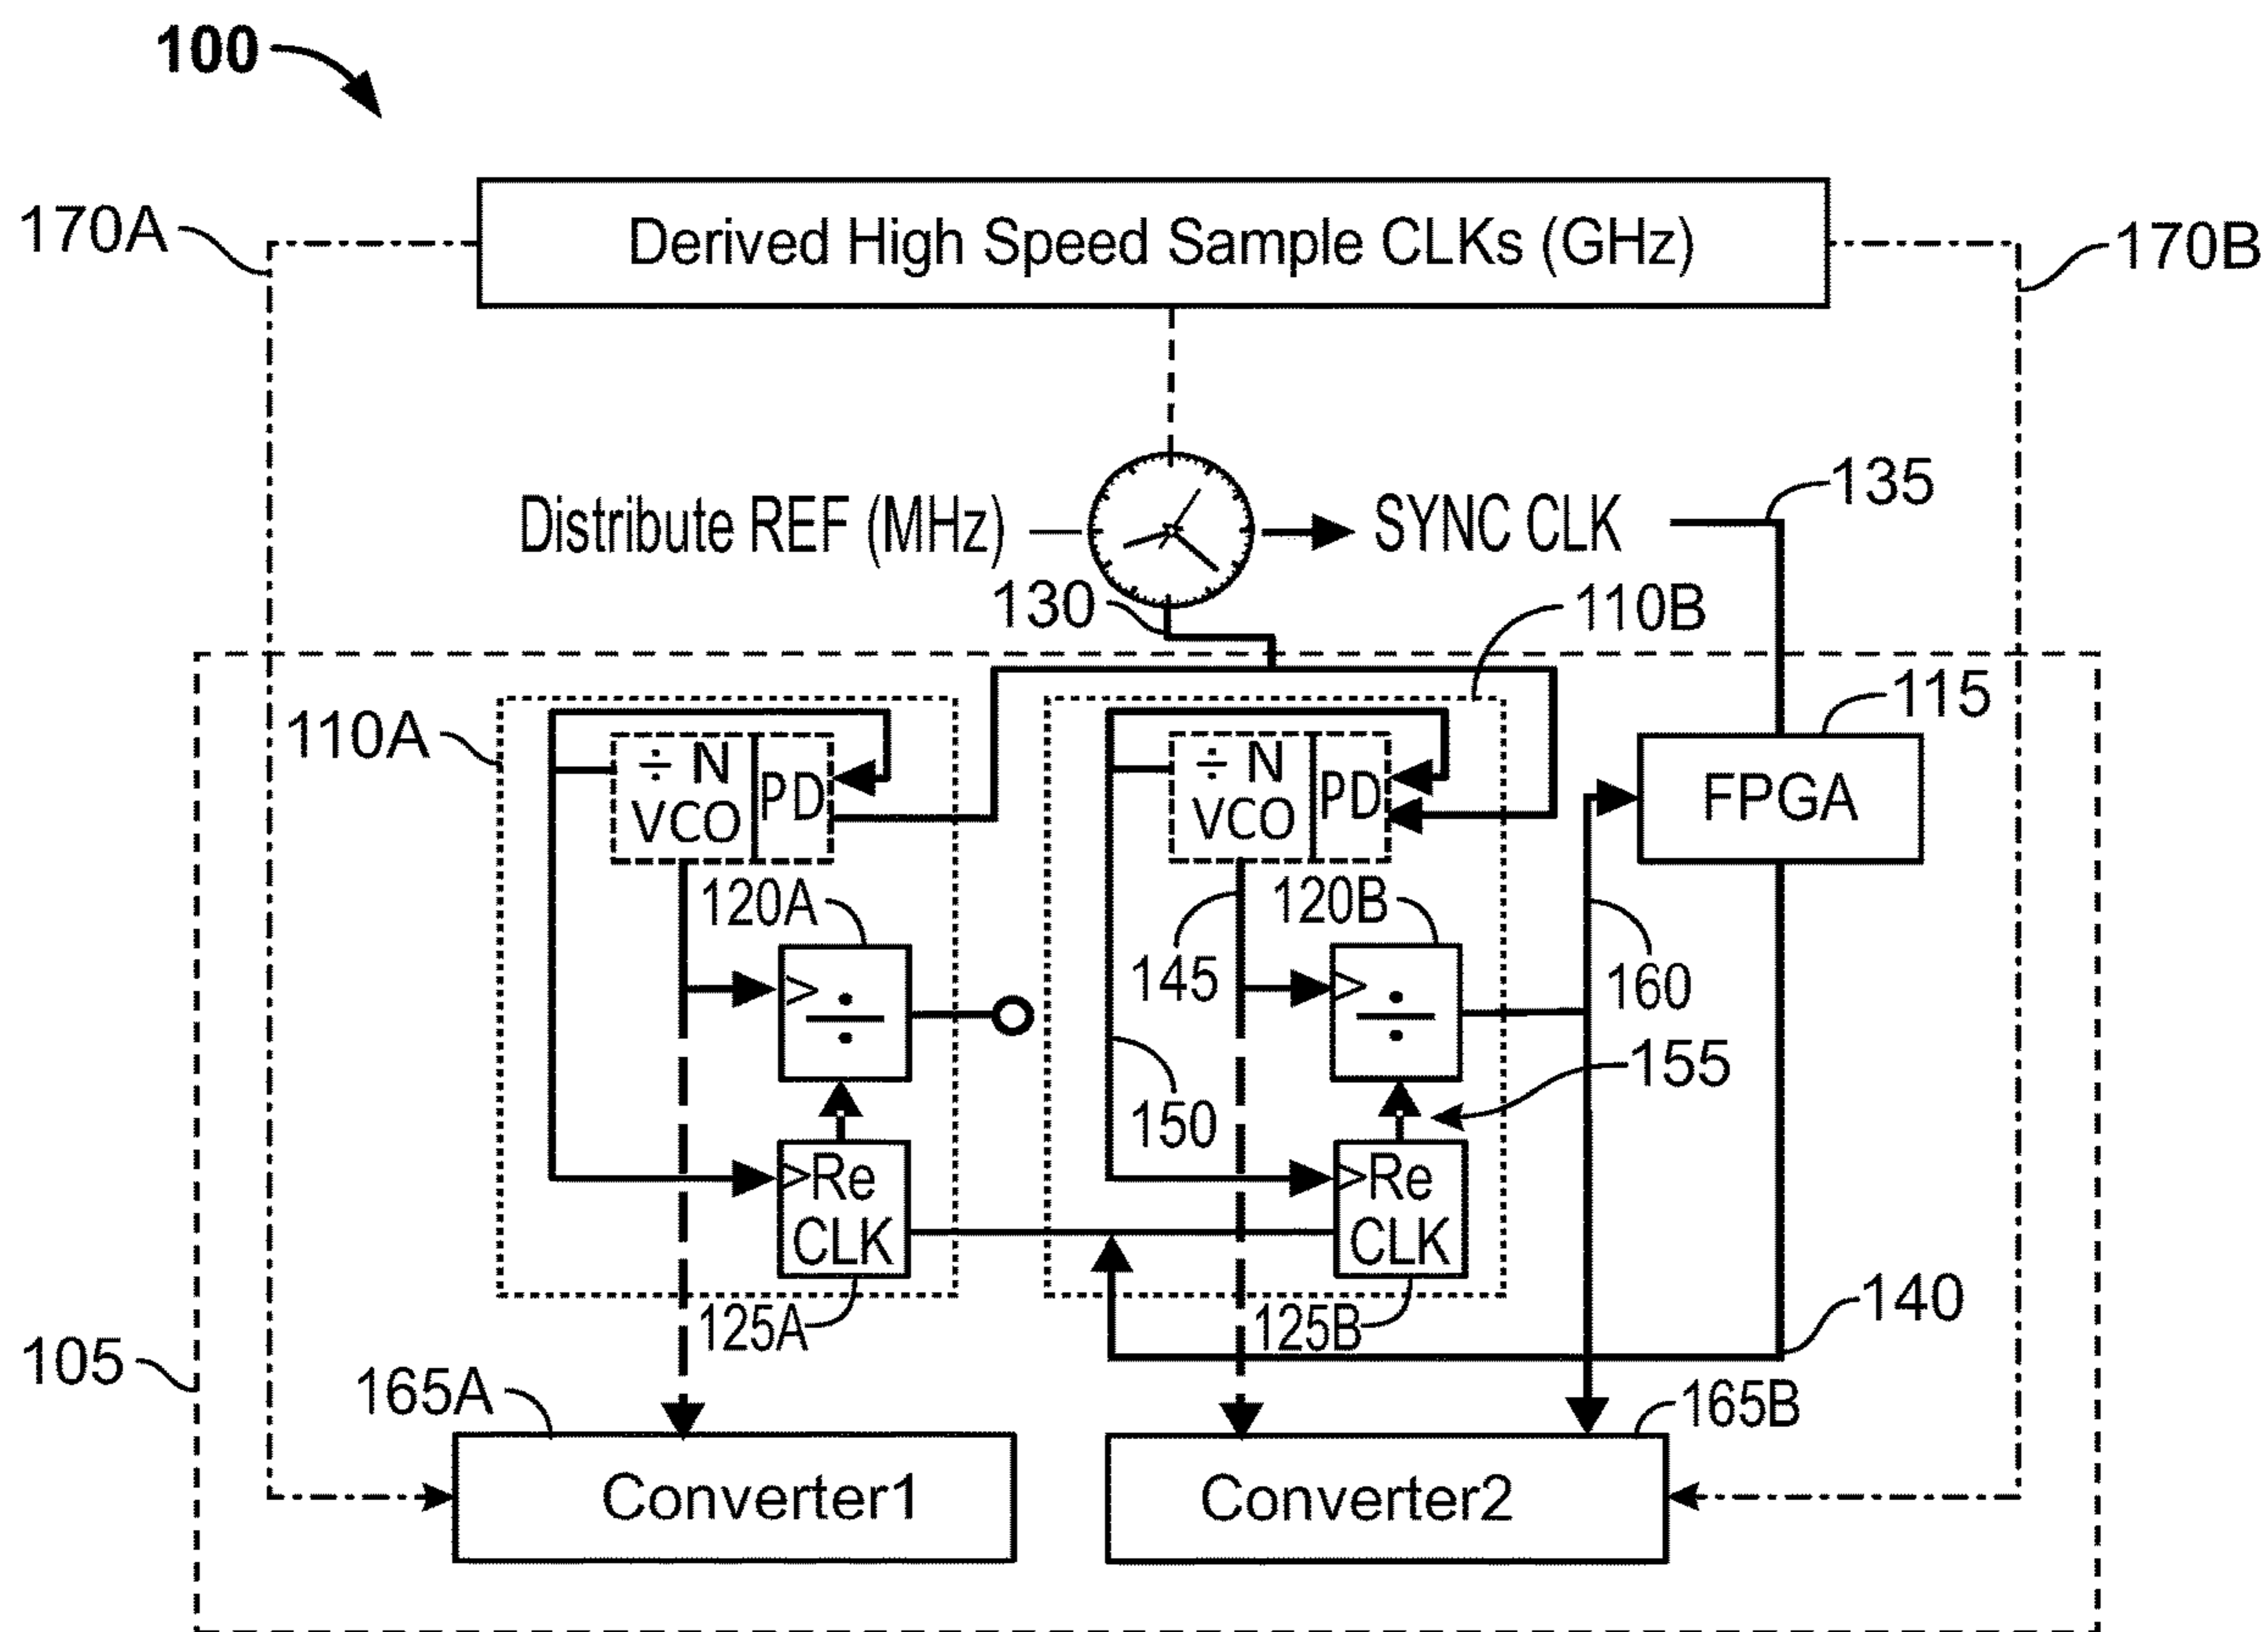 100
170A
Derived High Speed Sample CLKs (GHz)
170B
Distribute REF (MHz)
SYNC CLK
135
130
110B
110A
115
÷ N
VCO
PD
÷ N
VCO
PD
FPGA
120A
120B
145
160
÷
÷
155
150
Re
CLK
Re
CLK
125A
125B
140
105
165A
165B
Converter1
Converter2